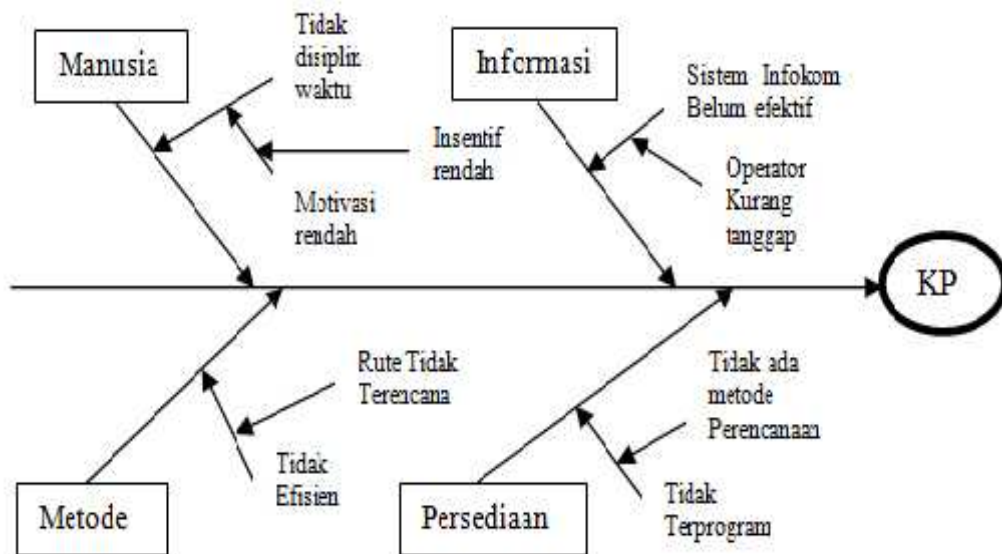 Manusia
Tidak
disiplin
waktu
Insentif
rendah
Motivasi
rendah
Informasi
Sistem Infokom
Belum efektif
Operator
Kurang
tanggap
KP
Rute Tidak
Terencana
Tidak
Efisien
Metode
Tidak ada
metode
Perencanaan
Tidak
Terprogram
Persediaan